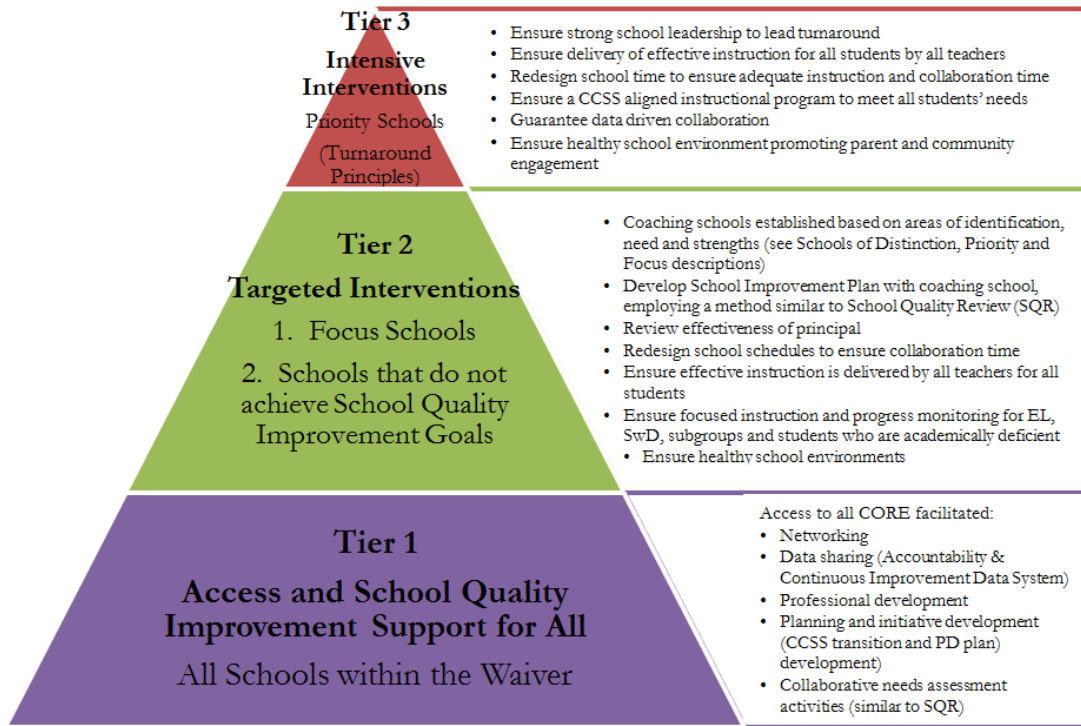 Tier 3
Intensive
Interventions
Priority Schools
(Turnaround
Principles)
• Ensure strong school leadership to lead turnaround
• Ensure delivery of effective instruction for all students by all teachers
• Redesign school time to ensure adequate instruction and collaboration time
• Ensure a CCSS aligned instructional program to meet all students' needs
• Guarantee data driven collaboration
• Ensure healthy school environment promoting parent and community
engagement
Tier 2
Targeted Interventions
1. Focus Schools
2. Schools that do not
achieve School Quality
Improvement Goals
• Coaching schools established based on areas of identification,
need and strengths (see Schools of Distinction, Priority and
Focus descriptions)
• Develop School Improvement Plan with coaching school,
employing a method similar to School Quality Review (SQR)
• Review effectiveness of principal
• Redesign school schedules to ensure collaboration time
• Ensure effective instruction is delivered by all teachers for all
students
• Ensure focused instruction and progress monitoring for EL,
SwD, subgroups and students who are academically deficient
• Ensure healthy school environments
Tier 1
Access and School Quality
Improvement Support for All
All Schools within the Waiver
Access to all CORE facilitated:
• Networking
• Data sharing (Accountability &
Continuous Improvement Data System)
• Professional development
• Planning and initiative development
(CCSS transition and PD plan)
development)
• Collaborative needs assessment
activities (similar to SQR)